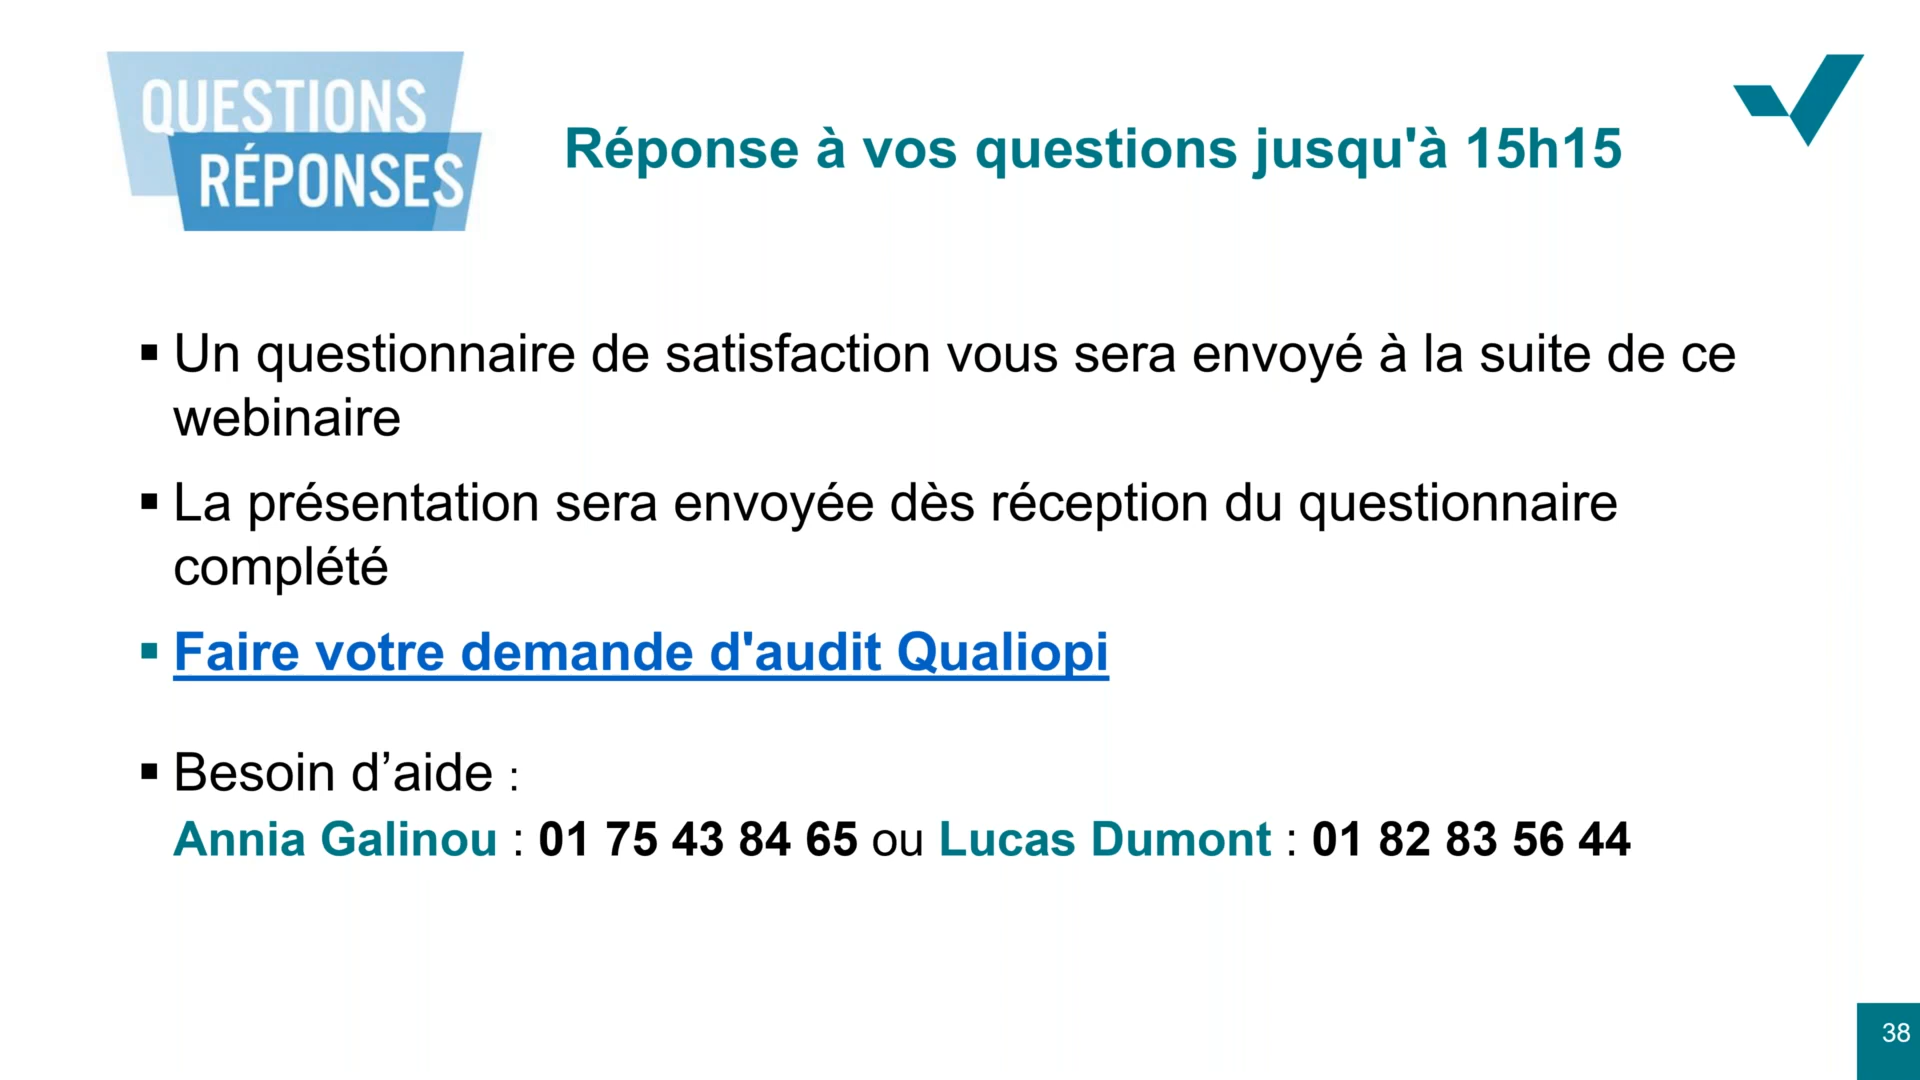 QUESTIONS
RÉPONSES
Réponse à vos questions jusqu'à 15h15
▪ Un questionnaire de satisfaction vous sera envoyé à la suite de ce
webinaire
▪ La présentation sera envoyée dès réception du questionnaire
complété
▪ Faire votre demande d'audit Qualiopi
▪ Besoin d’aide :
Annia Galinou : 01 75 43 84 65 ou Lucas Dumont : 01 82 83 56 44
38